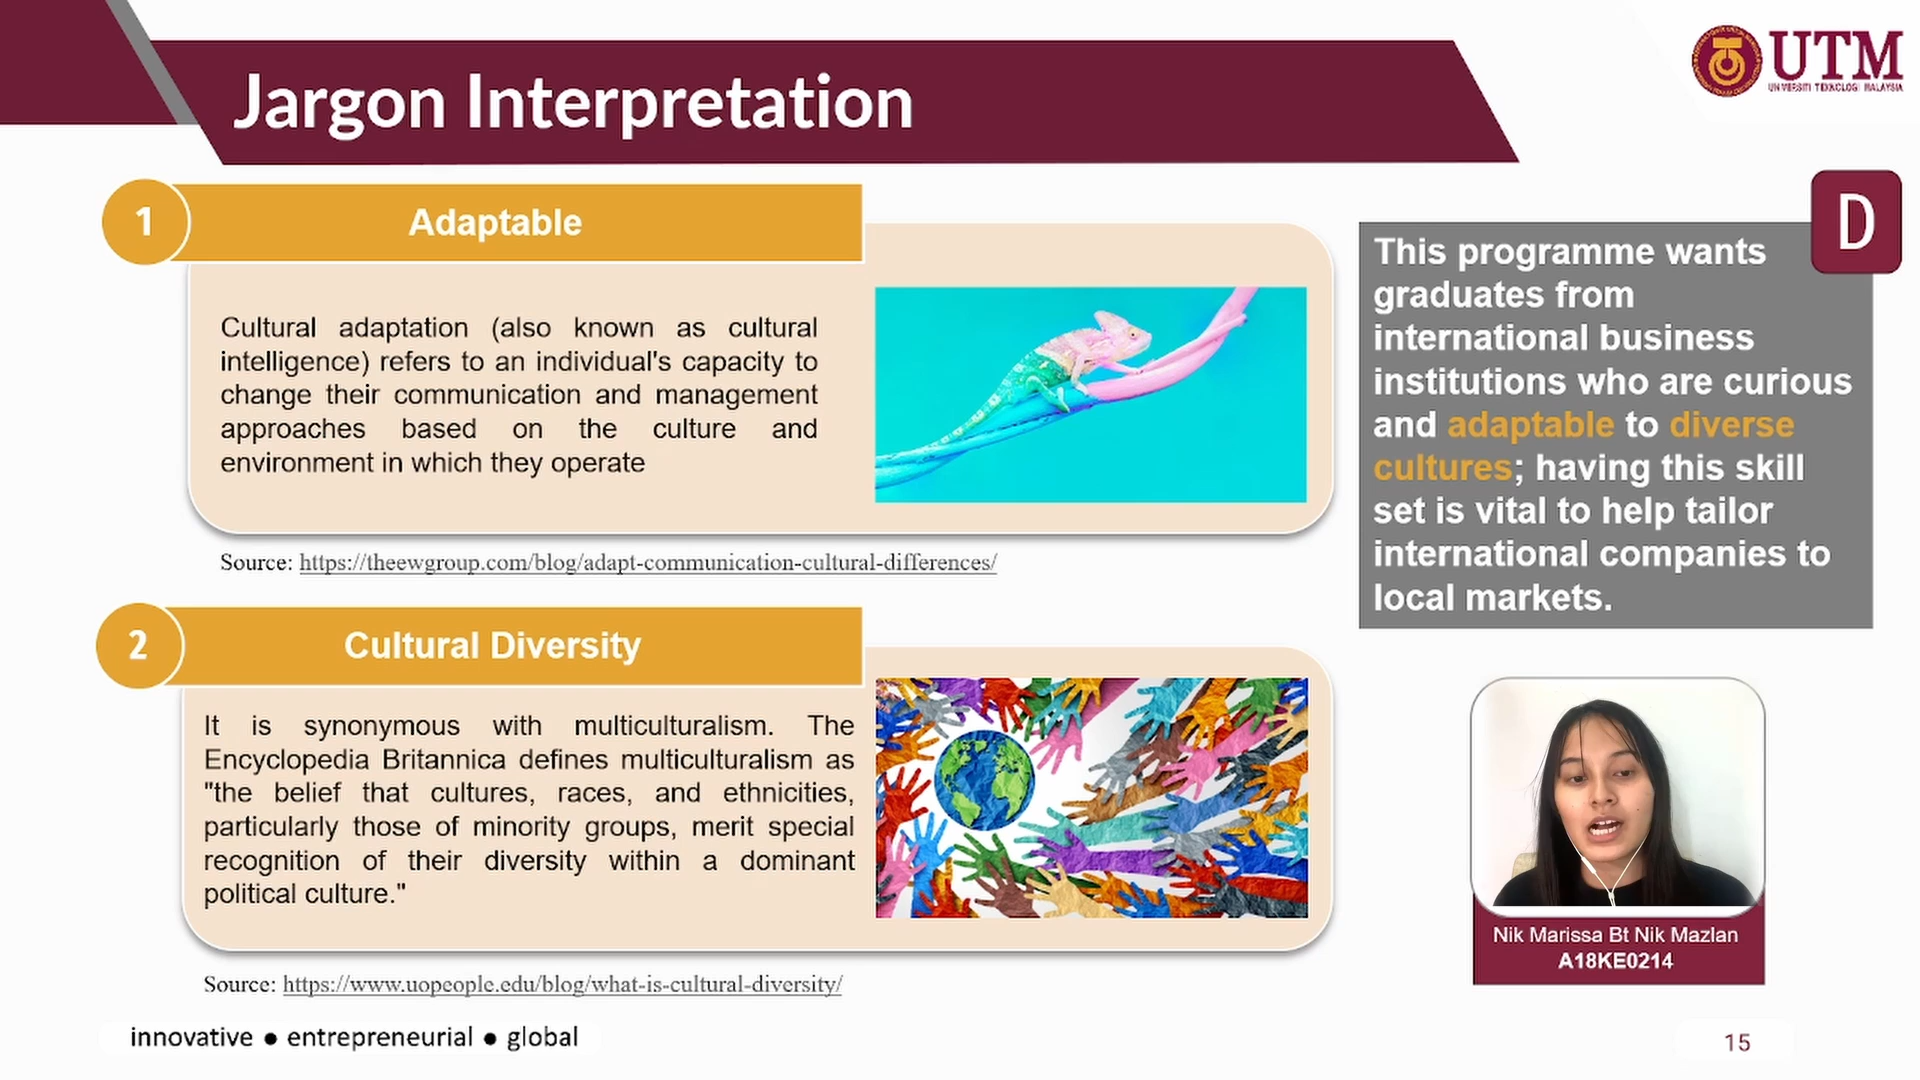 Jargon Interpretation
UTM
UNIVERSITI TEKNOLOGI MALAYSIA
1
Adaptable
Cultural adaptation (also known as cultural
intelligence) refers to an individual's capacity to
change their communication and management
approaches based on the culture and
environment in which they operate
Source: https://theewgroup.com/blog/adapt-communication-cultural-differences/
2
Cultural Diversity
It is synonymous with multiculturalism. The
Encyclopedia Britannica defines multiculturalism as
"the belief that cultures, races, and ethnicities,
particularly those of minority groups, merit special
recognition of their diversity within a dominant
political culture."
Source: https://www.uopeople.edu/blog/what-is-cultural-diversity/
D
This programme wants
graduates from
international business
institutions who are curious
and adaptable to diverse
cultures; having this skill
set is vital to help tailor
international companies to
local markets.
Nik Marissa Bt Nik Mazlan
A18KE0214
innovative ● entrepreneurial ● global
15